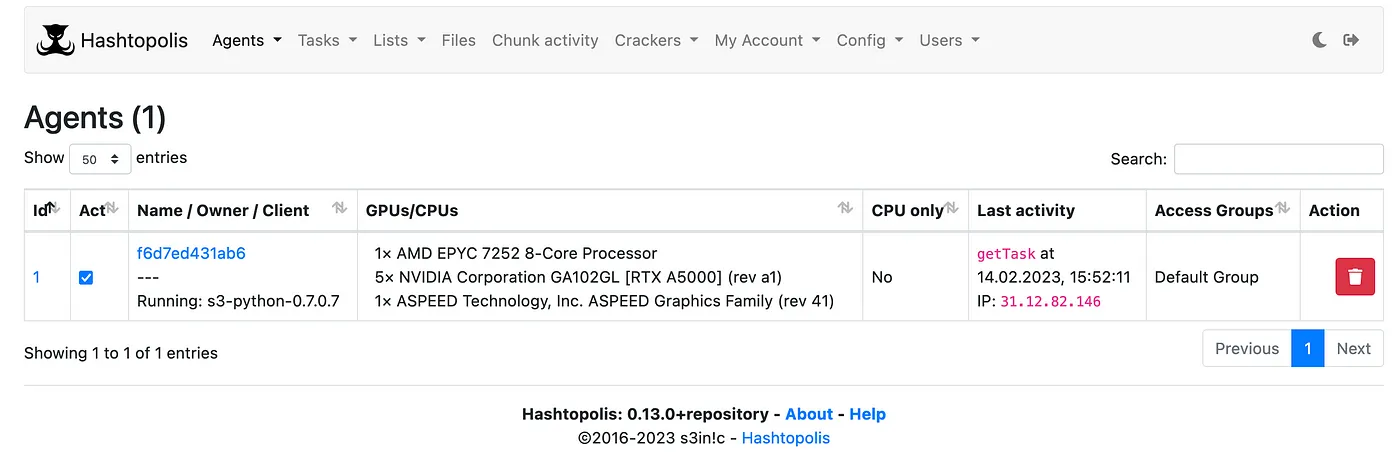 Hashtopolis Agents Tasks Lists Files Chunk activity Crackers My Account Config Users
Agents (1)
Show 50 entries
Search:
Id Act Name / Owner / Client GPUs/CPUs CPU only Last activity Access Groups Action
f6d7ed431ab6 1× AMD EPYC 7252 8-Core Processor getTask at
1 --- 5× NVIDIA Corporation GA102GL [RTX A5000] (rev a1) No 14.02.2023, 15:52:11 Default Group
Running: s3-python-0.7.0.7 1× ASPEED Technology, Inc. ASPEED Graphics Family (rev 41) IP: 31.12.82.146
Showing 1 to 1 of 1 entries
Previous 1 Next
Hashtopolis: 0.13.0+repository - About - Help
©2016-2023 s3in!c - Hashtopolis